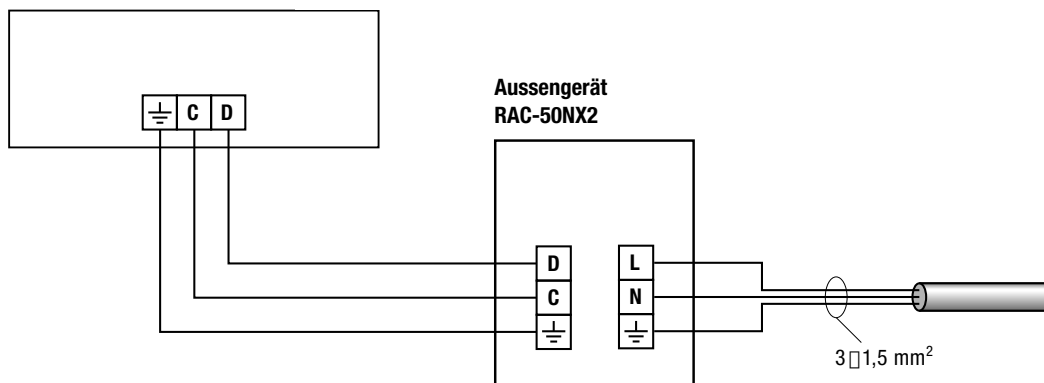 Aussengerät
RAC-50NX2
C D
D L
C N
3▯1,5 mm²